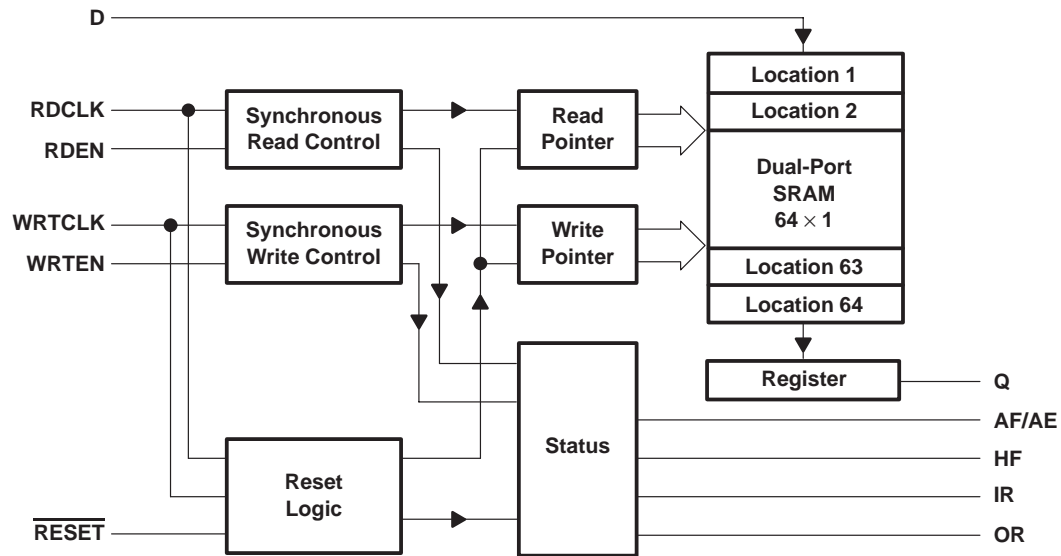 D
Location 1
RDCLK
Synchronous
Read Control
Read
Pointer
Location 2
RDEN
Dual-Port
SRAM
64 × 1
WRTCLK
Synchronous
Write Control
Write
Pointer
WRTEN
Location 63
Location 64
Register
Q
AF/AE
Status
HF
Reset
Logic
IR
RESET
OR